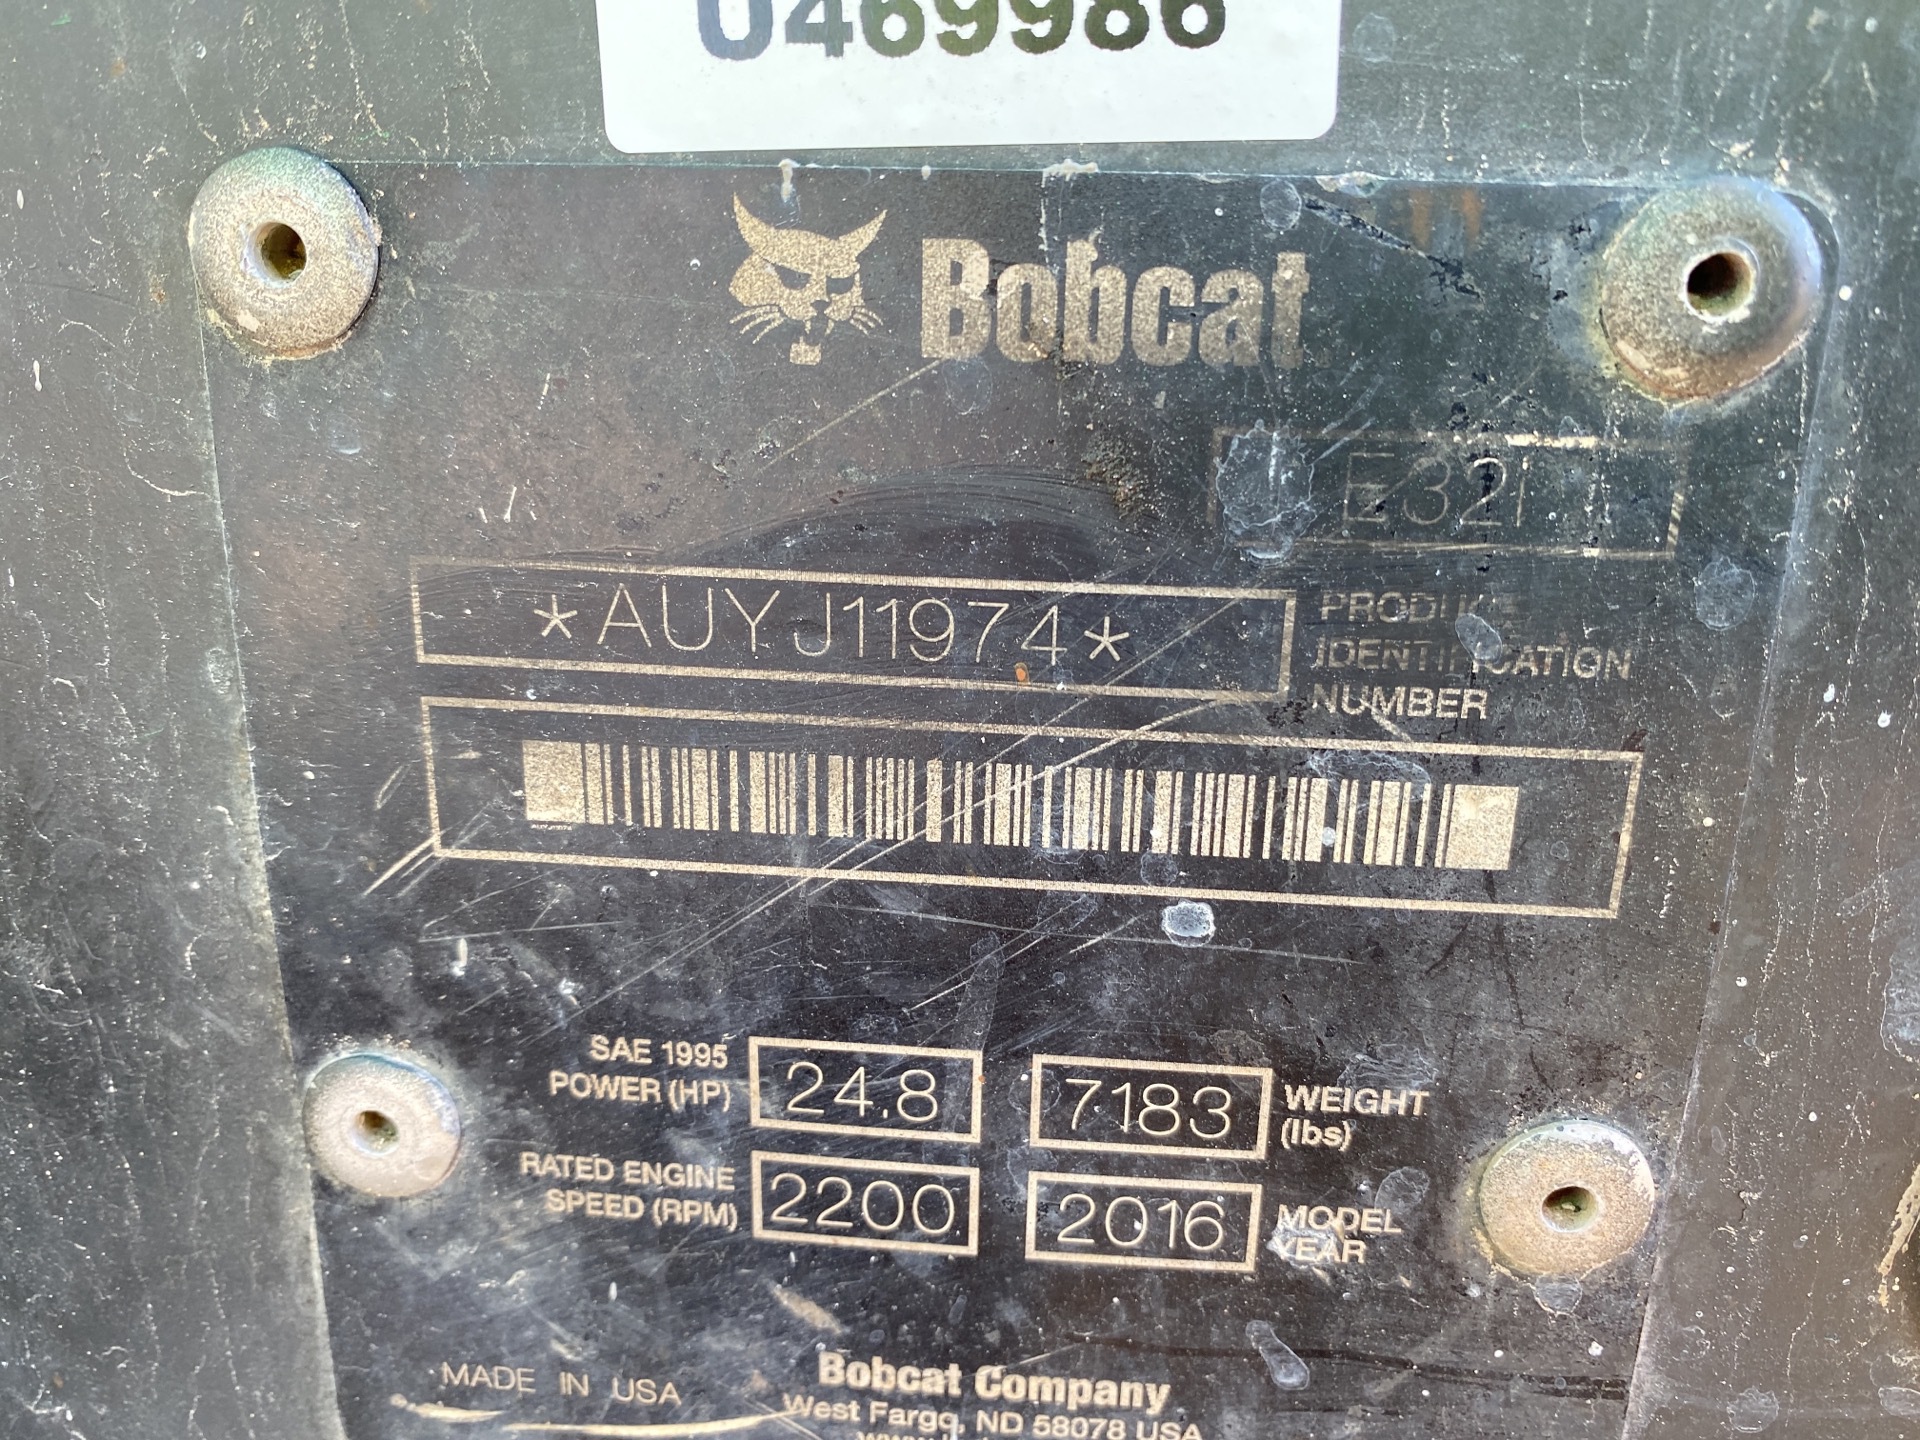 0469986
Bobcat
E32i
*AUYJ11974*
PRODUCT
IDENTIFICATION
NUMBER
SAE 1995
POWER (HP)
24.8
7183
WEIGHT
(lbs)
RATED ENGINE
SPEED (RPM)
2200
2016
MODEL
YEAR
MADE IN USA
Bobcat Company
West Fargo, ND 58078 USA